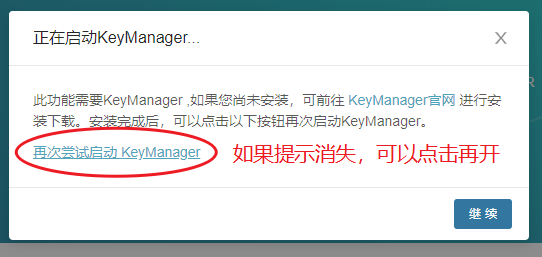 正在启动KeyManager...
此功能需要KeyManager ,如果您尚未安装，可前往 KeyManager官网 进行安
装下载。安装完成后，可以点击以下按钮再次启动KeyManager。
再次尝试启动 KeyManager
如果提示消失，可以点击再开
继 续